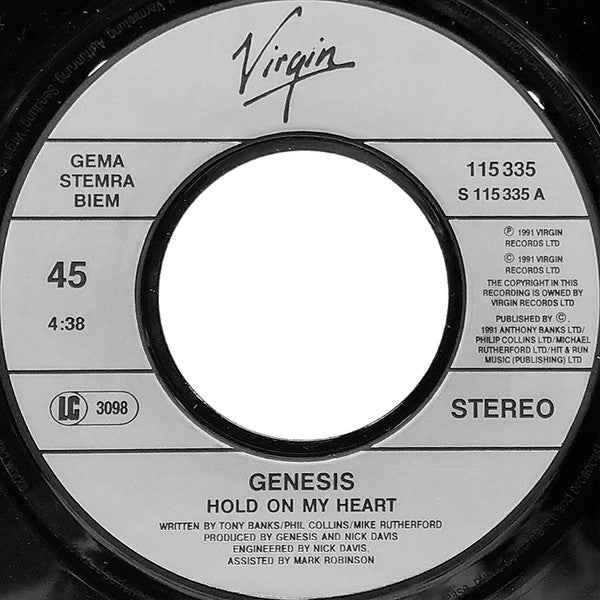 Virgin
GEMA
STEMRA
BIEM
115 335
S 115 335 A
45
4:38
℗ 1991 VIRGIN
RECORDS LTD
© 1991 VIRGIN
RECORDS LTD
THE COPYRIGHT IN THIS
RECORDING IS OWNED BY
VIRGIN RECORDS LTD
PUBLISHED BY ©.
1991 ANTHONY BANKS LTD/
PHILIP COLLINS LTD/MICHAEL
RUTHERFORD LTD/HIT & RUN
MUSIC (PUBLISHING) LTD
LC 3098
STEREO
GENESIS
HOLD ON MY HEART
WRITTEN BY TONY BANKS/PHIL COLLINS/MIKE RUTHERFORD
PRODUCED BY GENESIS AND NICK DAVIS
ENGINEERED BY NICK DAVIS,
ASSISTED BY MARK ROBINSON